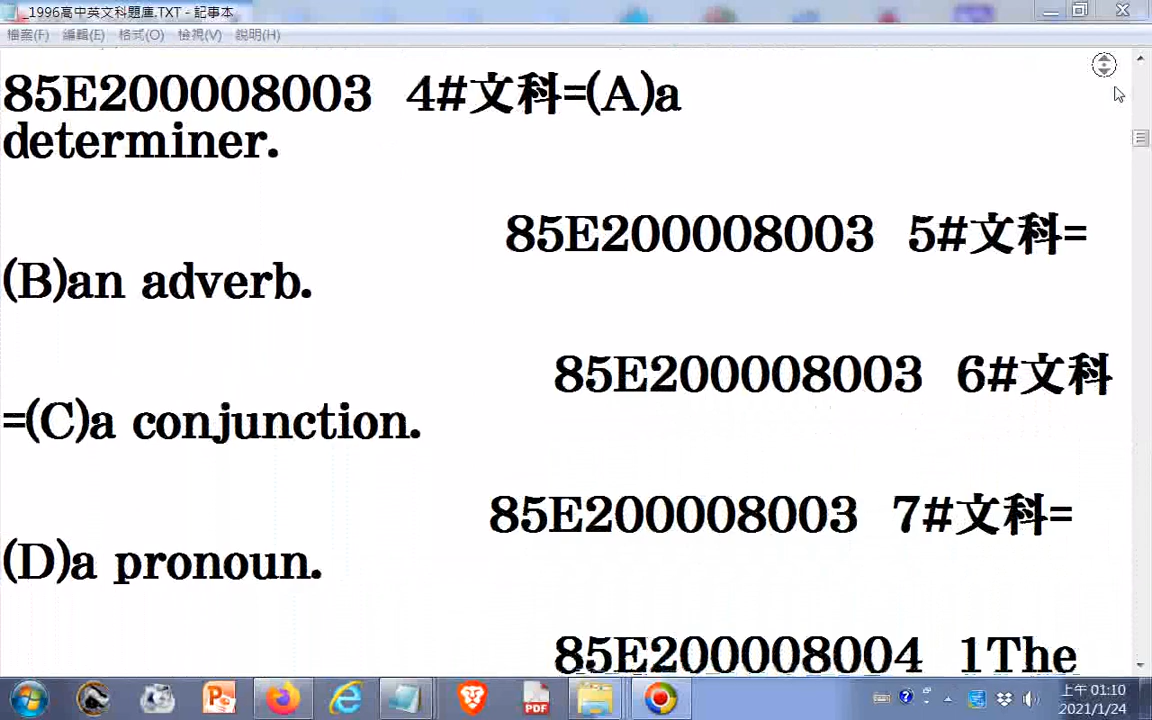 _1996高中英文科題庫.TXT - 記事本
檔案(F) 編輯(E) 格式(O) 檢視(V) 說明(H)
85E200008003 4#文科=(A)a
determiner.
85E200008003 5#文科=
(B)an adverb.
85E200008003 6#文科
=(C)a conjunction.
85E200008003 7#文科=
(D)a pronoun.
85E200008004 1The
PDF
上午 01:10
2021/1/24